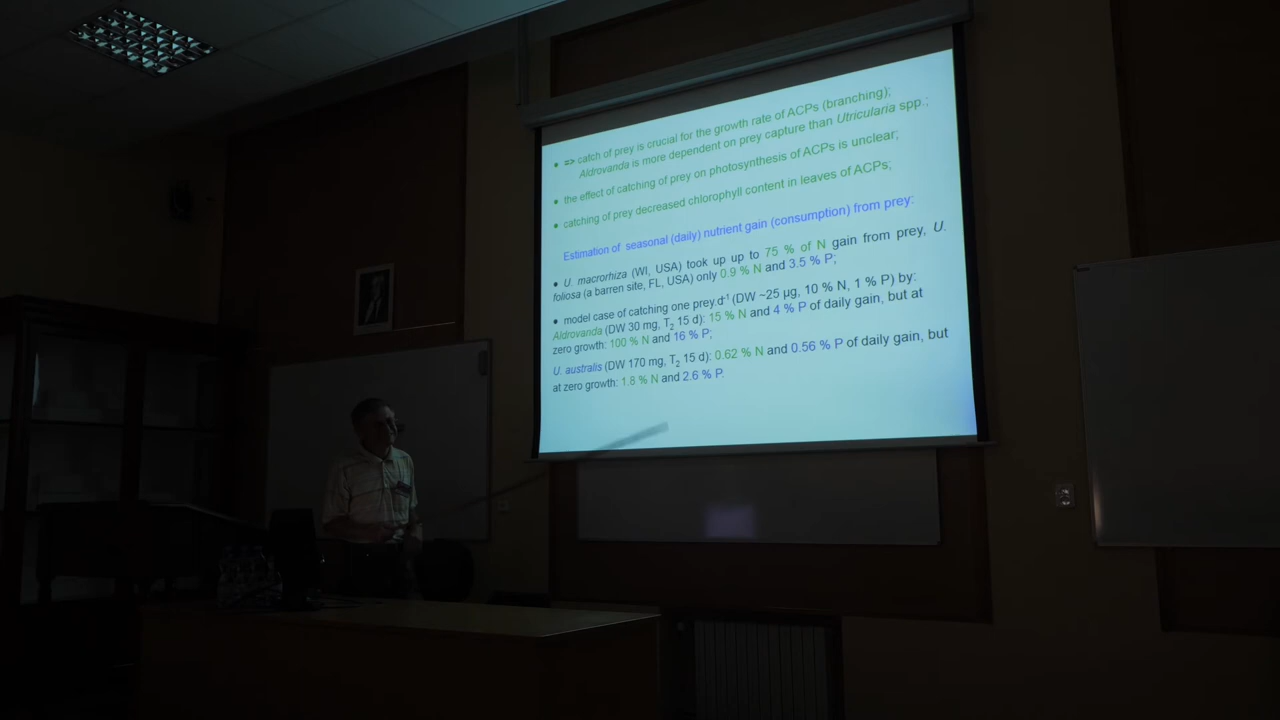 • => catch of prey is crucial for the growth rate of ACPs (branching);
Aldrovanda is more dependent on prey capture than Utricularia spp.;
• the effect of catching of prey on photosynthesis of ACPs is unclear;
• catching of prey decreased chlorophyll content in leaves of ACPs;
Estimation of seasonal (daily) nutrient gain (consumption) from prey:
• U. macrorhiza (WI, USA) took up up to 75 % of N gain from prey, U.
foliosa (a barren site, FL, USA) only 0.9 % N and 3.5 % P;
• model case of catching one prey.d⁻¹ (DW ~25 µg, 10 % N, 1 % P) by:
Aldrovanda (DW 30 mg, T₂ 15 d): 15 % N and 4 % P of daily gain, but at
zero growth: 100 % N and 16 % P;
U. australis (DW 170 mg, T₂ 15 d): 0.62 % N and 0.56 % P of daily gain, but
at zero growth: 1.8 % N and 2.6 % P.